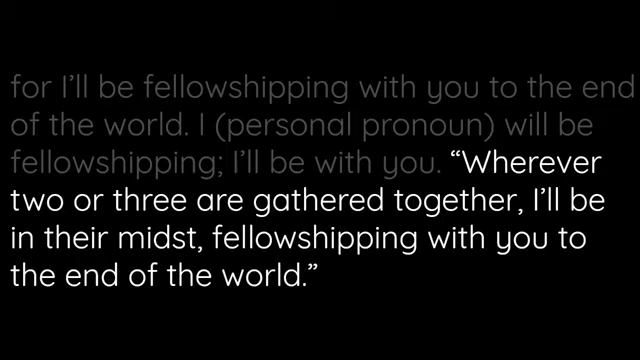 for I’ll be fellowshipping with you to the end
of the world. I (personal pronoun) will be
fellowshipping; I’ll be with you. “Wherever
two or three are gathered together, I’ll be
in their midst, fellowshipping with you to
the end of the world.”